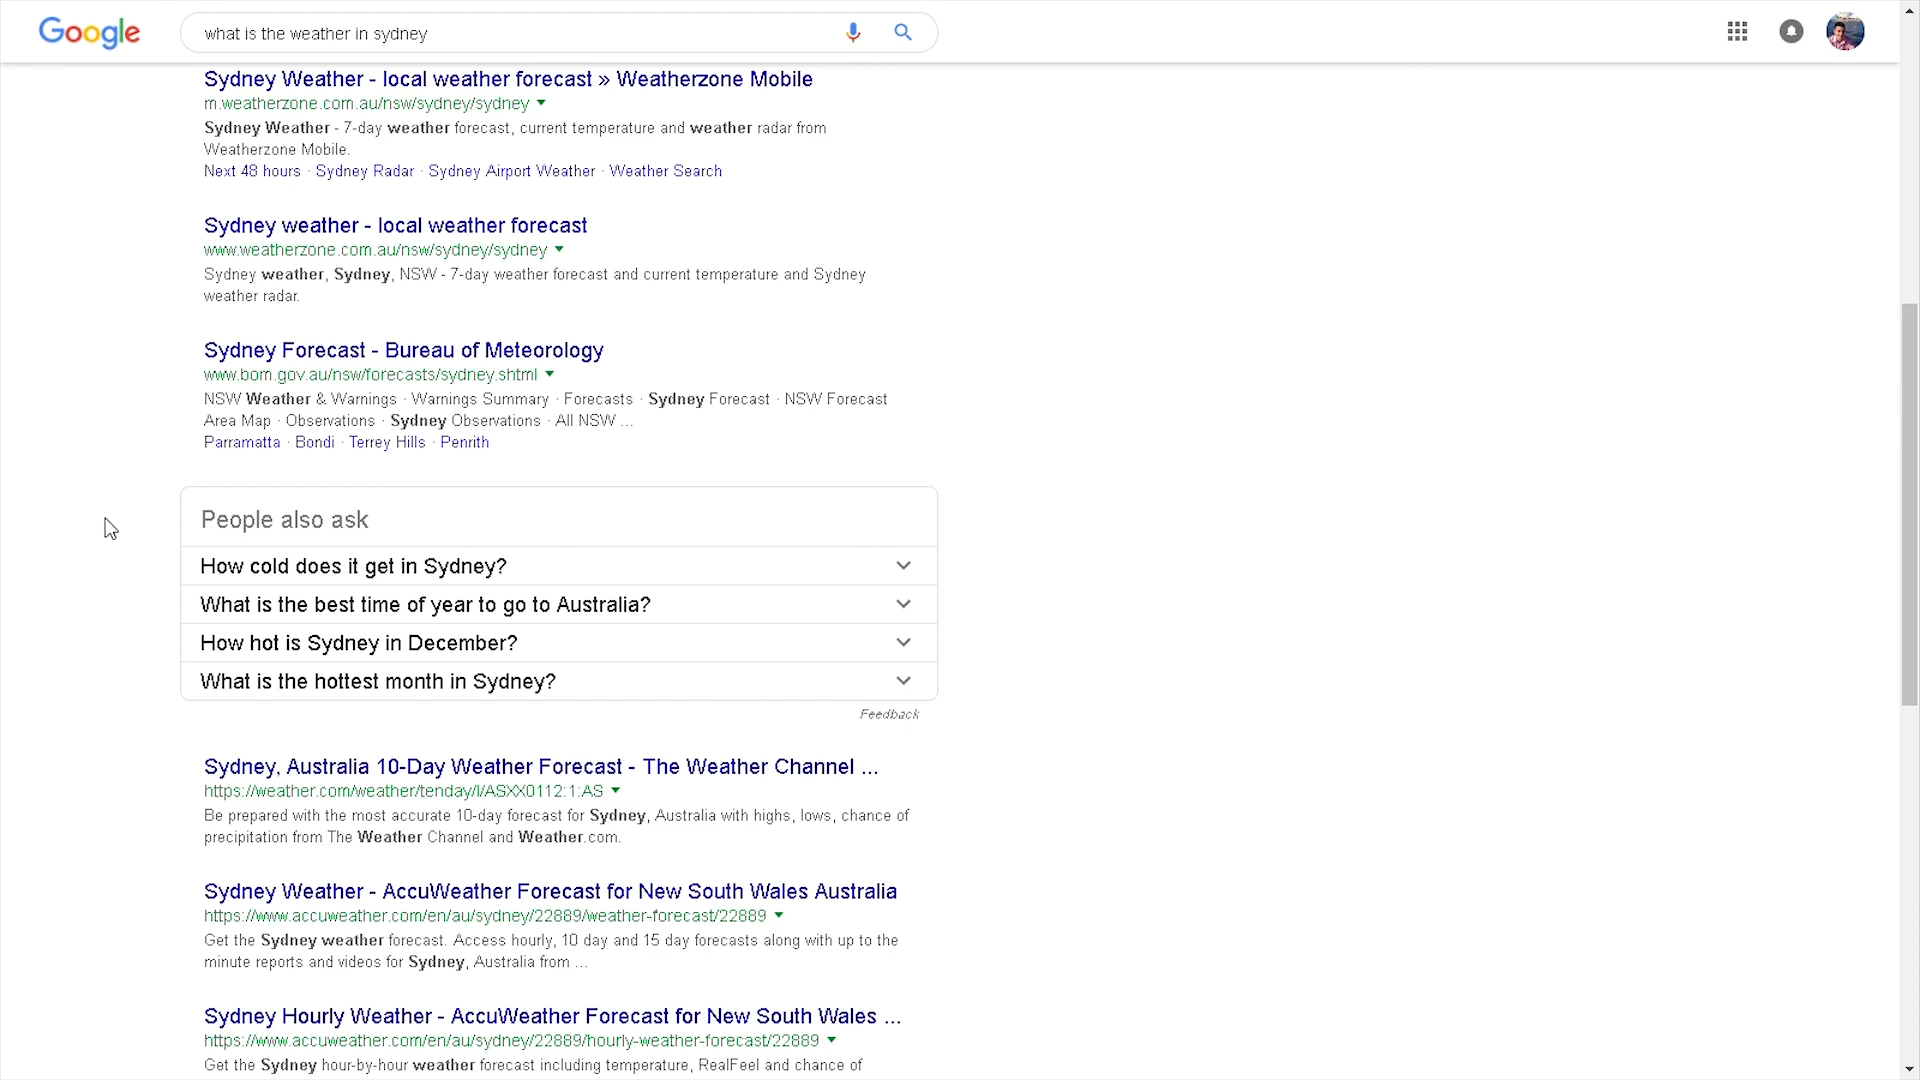 Google
what is the weather in sydney
Sydney Weather - local weather forecast » Weatherzone Mobile
m.weatherzone.com.au/nsw/sydney/sydney
Sydney Weather - 7-day weather forecast, current temperature and weather radar from
Weatherzone Mobile.
Next 48 hours · Sydney Radar · Sydney Airport Weather · Weather Search
Sydney weather - local weather forecast
www.weatherzone.com.au/nsw/sydney/sydney
Sydney weather, Sydney, NSW - 7-day weather forecast and current temperature and Sydney
weather radar.
Sydney Forecast - Bureau of Meteorology
www.bom.gov.au/nsw/forecasts/sydney.shtml
NSW Weather & Warnings · Warnings Summary · Forecasts · Sydney Forecast · NSW Forecast
Area Map · Observations · Sydney Observations · All NSW ...
Parramatta · Bondi · Terrey Hills · Penrith
People also ask
How cold does it get in Sydney?
What is the best time of year to go to Australia?
How hot is Sydney in December?
What is the hottest month in Sydney?
Feedback
Sydney, Australia 10-Day Weather Forecast - The Weather Channel ...
https://weather.com/weather/tenday/l/ASXX0112:1:AS
Be prepared with the most accurate 10-day forecast for Sydney, Australia with highs, lows, chance of
precipitation from The Weather Channel and Weather.com.
Sydney Weather - AccuWeather Forecast for New South Wales Australia
https://www.accuweather.com/en/au/sydney/22889/weather-forecast/22889
Get the Sydney weather forecast. Access hourly, 10 day and 15 day forecasts along with up to the
minute reports and videos for Sydney, Australia from ...
Sydney Hourly Weather - AccuWeather Forecast for New South Wales ...
https://www.accuweather.com/en/au/sydney/22889/hourly-weather-forecast/22889
Get the Sydney hour-by-hour weather forecast including temperature, RealFeel and chance of